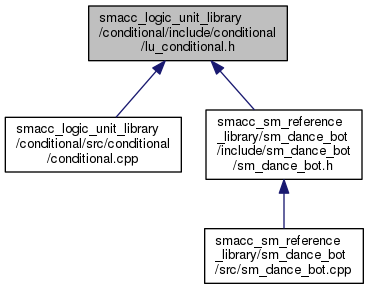 smacc_logic_unit_library
/conditional/include/conditional
/lu_conditional.h
smacc_logic_unit_library
/conditional/src/conditional
/conditional.cpp
smacc_sm_reference
_library/sm_dance_bot
/include/sm_dance_bot
/sm_dance_bot.h
smacc_sm_reference
_library/sm_dance_bot
/src/sm_dance_bot.cpp